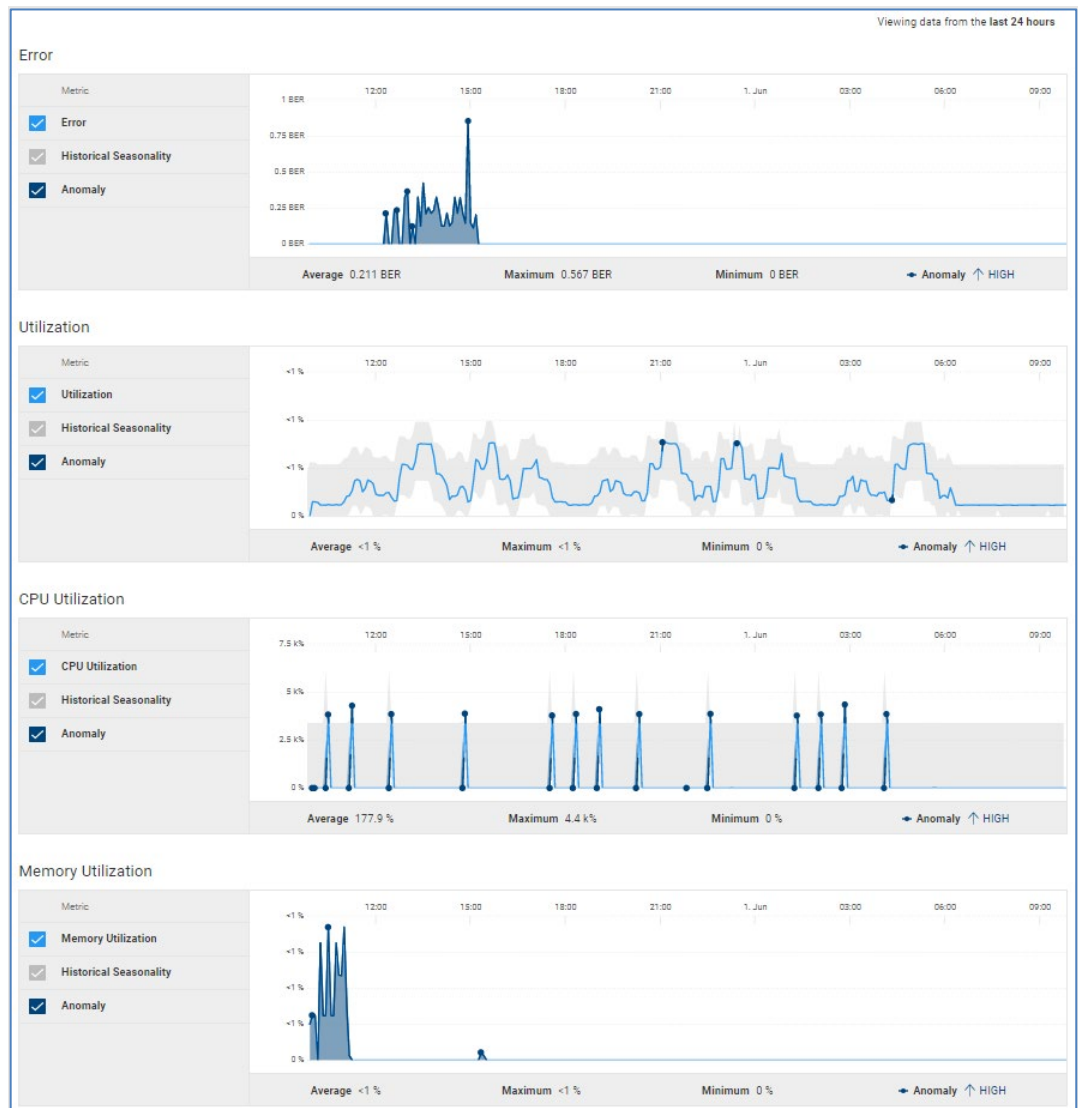 Viewing data from the last 24 hours
Error
Metric
Error
Historical Seasonality
Anomaly
12:00 15:00 18:00 21:00 1. Jun 03:00 06:00 09:00
1 BER
0.75 BER
0.5 BER
0.25 BER
0 BER
Average 0.211 BER Maximum 0.567 BER Minimum 0 BER Anomaly ↑ HIGH
Utilization
Metric
Utilization
Historical Seasonality
Anomaly
12:00 15:00 18:00 21:00 1. Jun 03:00 06:00 09:00
<1 %
<1 %
<1 %
0 %
Average <1 % Maximum <1 % Minimum 0 % Anomaly ↑ HIGH
CPU Utilization
Metric
CPU Utilization
Historical Seasonality
Anomaly
12:00 15:00 18:00 21:00 1. Jun 03:00 06:00 09:00
7.5 k%
5 k%
2.5 k%
0 %
Average 177.9 % Maximum 4.4 k% Minimum 0 % Anomaly ↑ HIGH
Memory Utilization
Metric
Memory Utilization
Historical Seasonality
Anomaly
12:00 15:00 18:00 21:00 1. Jun 03:00 06:00 09:00
<1 %
<1 %
<1 %
<1 %
0 %
Average <1 % Maximum <1 % Minimum 0 % Anomaly ↑ HIGH